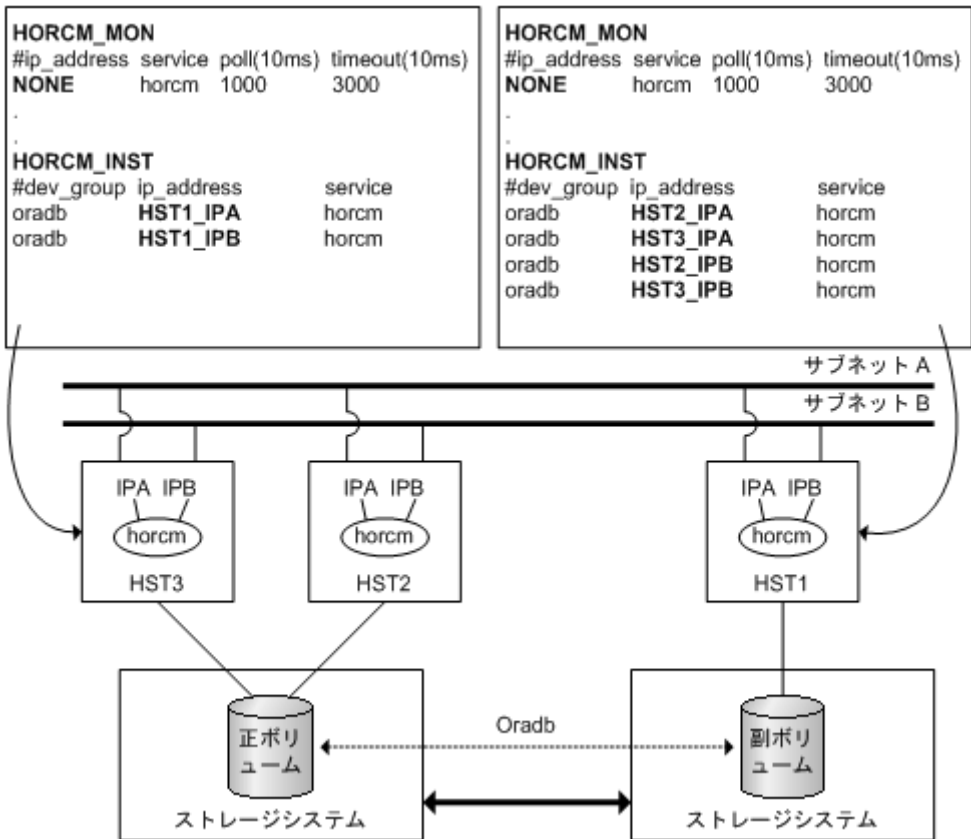 HORCM_MON
#ip_address service poll(10ms) timeout(10ms)
NONE horcm 1000 3000
.
.
HORCM_INST
#dev_group ip_address service
oradb HST1_IPA horcm
oradb HST1_IPB horcm
HORCM_MON
#ip_address service poll(10ms) timeout(10ms)
NONE horcm 1000 3000
.
.
HORCM_INST
#dev_group ip_address service
oradb HST2_IPA horcm
oradb HST3_IPA horcm
oradb HST2_IPB horcm
oradb HST3_IPB horcm
サブネット A
サブネット B
IPA IPB
horcm
HST3
IPA IPB
horcm
HST2
IPA IPB
horcm
HST1
正ボリ
ューム
ストレージシステム
Oradb
副ボリ
ューム
ストレージシステム